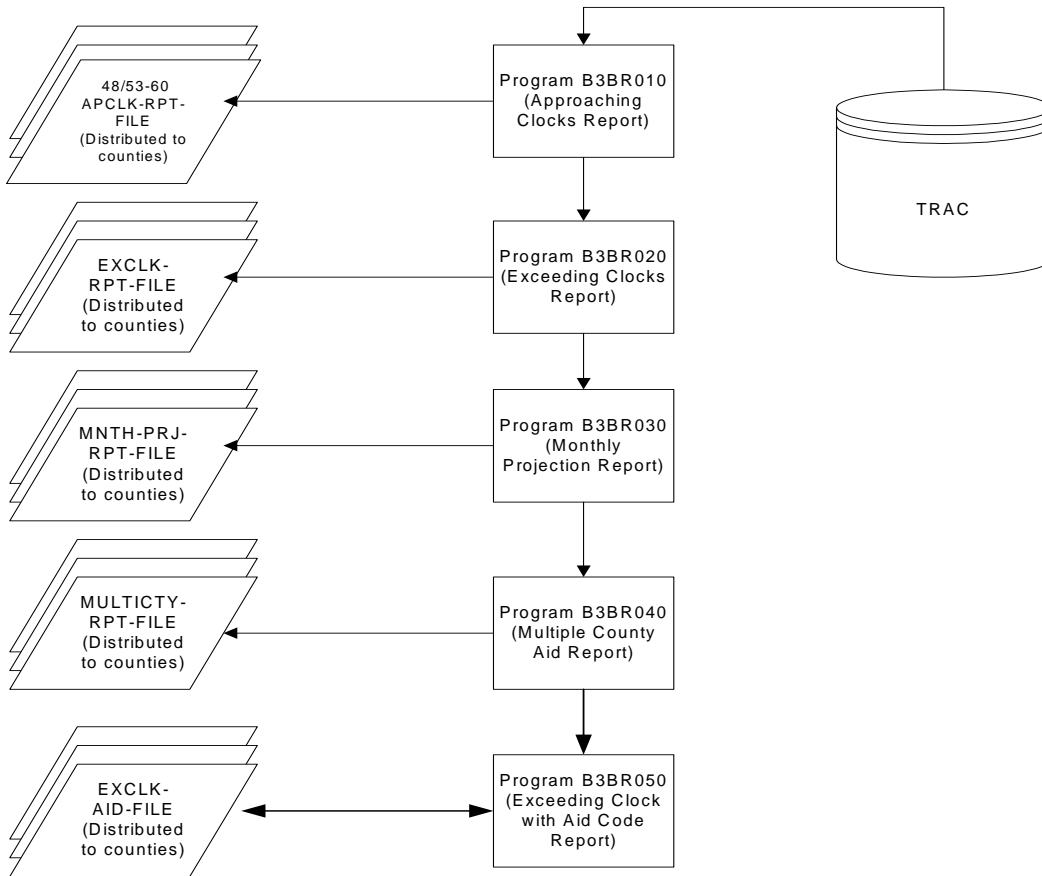 48/53-60
APCLK-RPT-
FILE
(Distributed to
counties)
Program B3BR010
(Approaching
Clocks Report)
TRAC
EXCLK-
RPT-FILE
(Distributed
to counties)
Program B3BR020
(Exceeding Clocks
Report)
MNTH-PRJ-
RPT-FILE
(Distributed
to counties)
Program B3BR030
(Monthly
Projection Report)
MULTICTY-
RPT-FILE
(Distributed
to counties)
Program B3BR040
(Multiple County
Aid Report)
EXCLK-
AID-FILE
(Distributed
to counties)
Program B3BR050
(Exceeding Clock
with Aid Code
Report)